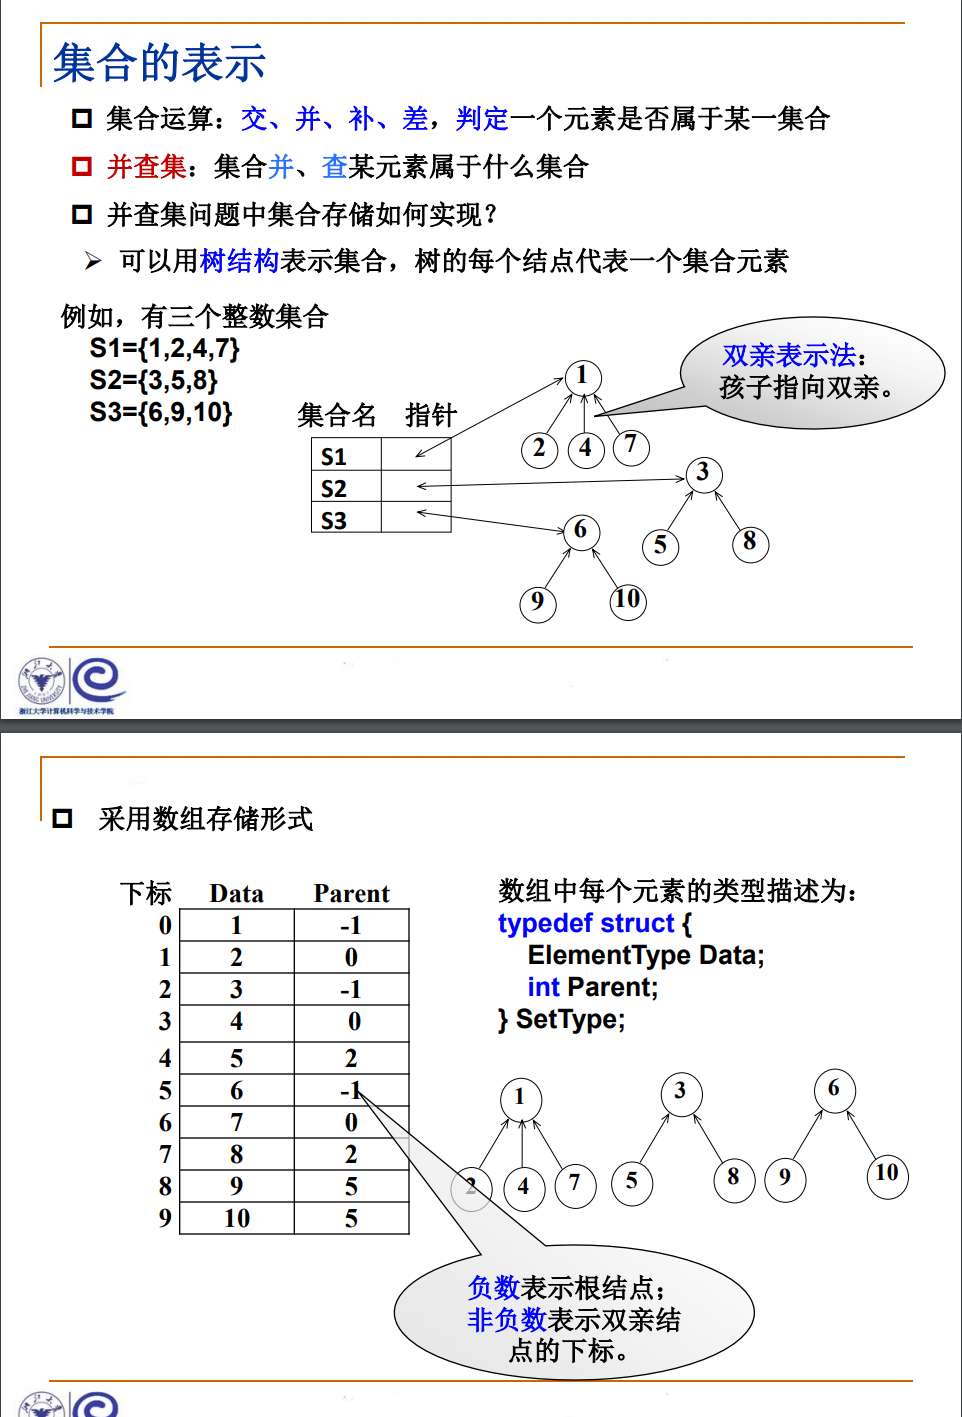 集合的表示
集合运算：交、并、补、差，判定一个元素是否属于某一集合
并查集：集合并、查某元素属于什么集合
并查集问题中集合存储如何实现？
可以用树结构表示集合，树的每个结点代表一个集合元素
例如，有三个整数集合
S1={1,2,4,7}
S2={3,5,8}
S3={6,9,10}
双亲表示法：
孩子指向双亲。
集合名 指针
S1
S2
S3
1
2 4 7
3
5 8
6
9 10
浙江大学计算机科学与技术学院
采用数组存储形式
下标 Data Parent
0 1 -1
1 2 0
2 3 -1
3 4 0
4 5 2
5 6 -1
6 7 0
7 8 2
8 9 5
9 10 5
数组中每个元素的类型描述为：
typedef struct {
ElementType Data;
int Parent;
} SetType;
1 3 6
2 4 7 5 8 9 10
负数表示根结点；
非负数表示双亲结
点的下标。